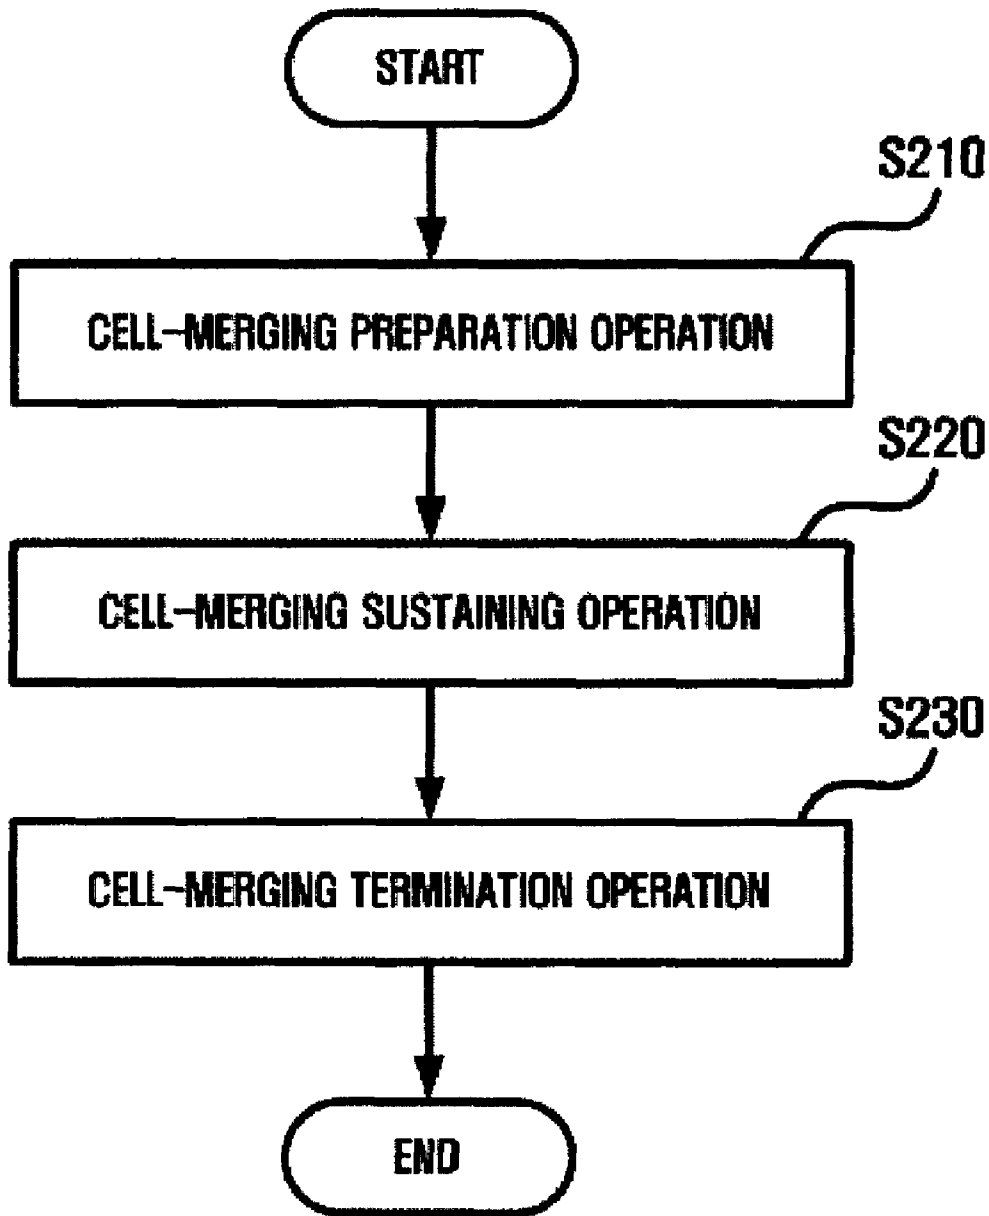 START
S210
CELL-MERGING PREPARATION OPERATION
S220
CELL-MERGING SUSTAINING OPERATION
S230
CELL-MERGING TERMINATION OPERATION
END